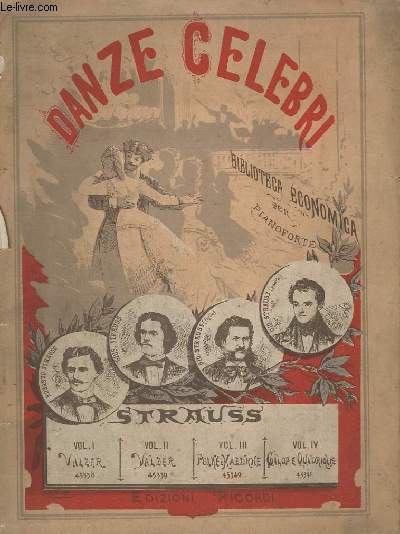 Le-livre.com
DANZE CELEBRI
BIBLIOTECA ECONOMICA
PER
PIANOFORTE
STRAUSS
VOL. I
VALZER
VOL. II
VALZER
VOL. III
POLKE E MAZURKE
45340
VOL. IV
GALOP E QUADRIGLIE
EDIZIONI RICORDI